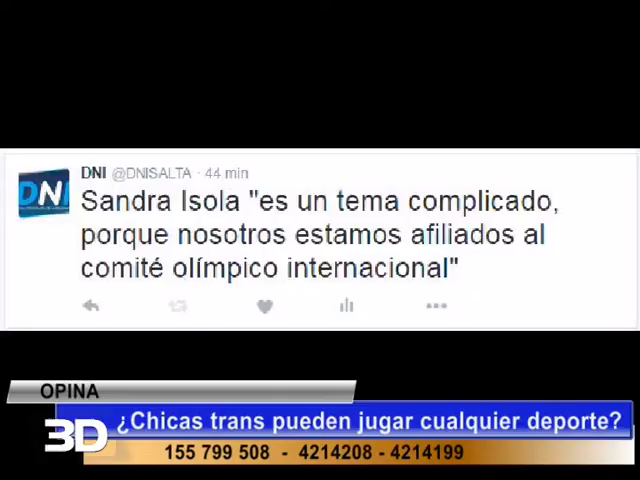 DNI
DNI @DNISALTA · 44 min
Sandra Isola "es un tema complicado,
porque nosotros estamos afiliados al
comité olímpico internacional"
OPINA
¿Chicas trans pueden jugar cualquier deporte?
3D
155 799 508 - 4214208 - 4214199